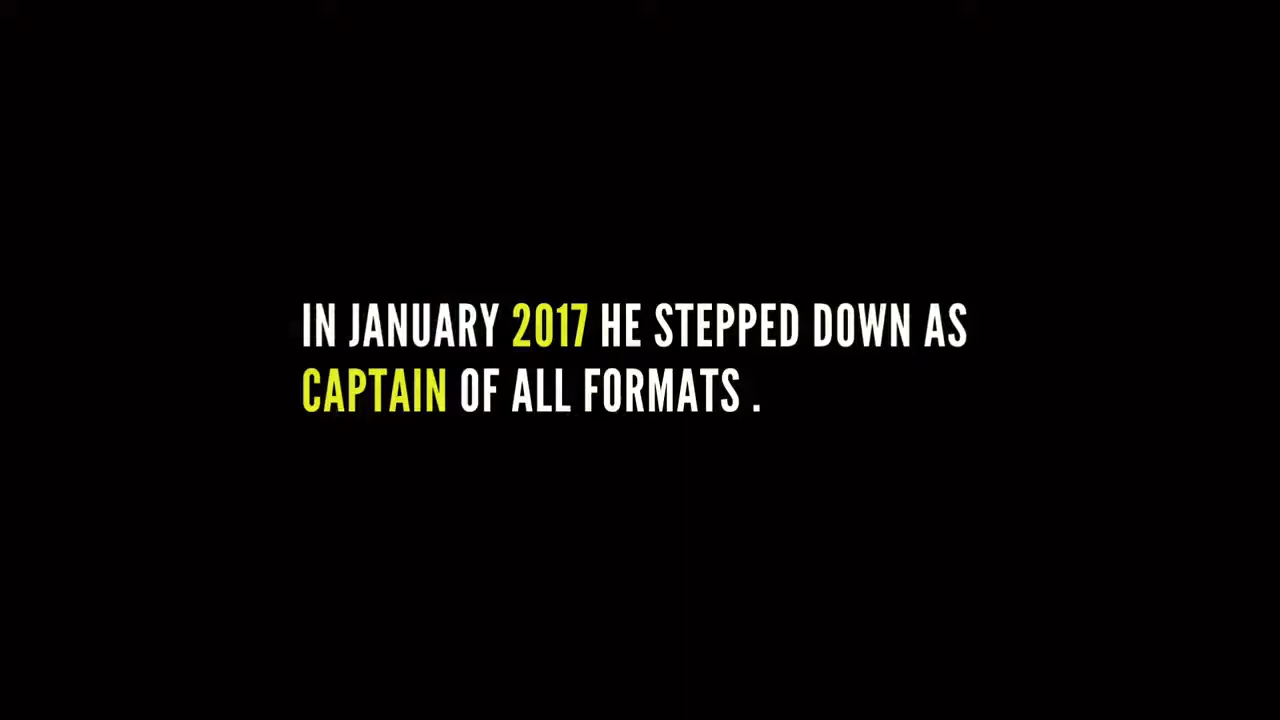 IN JANUARY 2017 HE STEPPED DOWN AS
CAPTAIN OF ALL FORMATS .